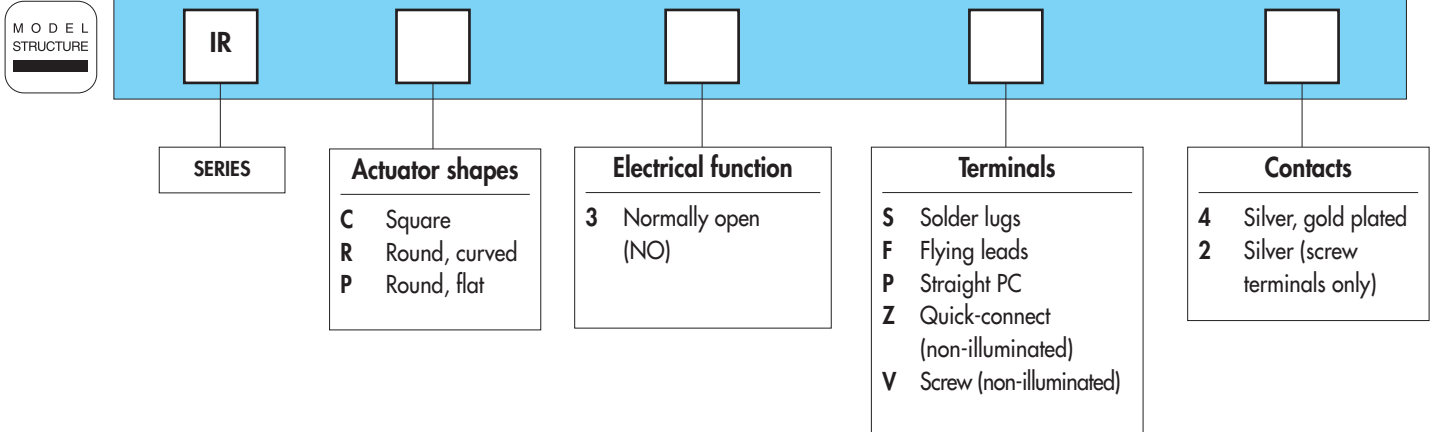 MODEL
STRUCTURE
IR
SERIES
Actuator shapes
C Square
R Round, curved
P Round, flat
Electrical function
3 Normally open
(NO)
Terminals
S Solder lugs
F Flying leads
P Straight PC
Z Quick-connect
(non-illuminated)
V Screw (non-illuminated)
Contacts
4 Silver, gold plated
2 Silver (screw
terminals only)